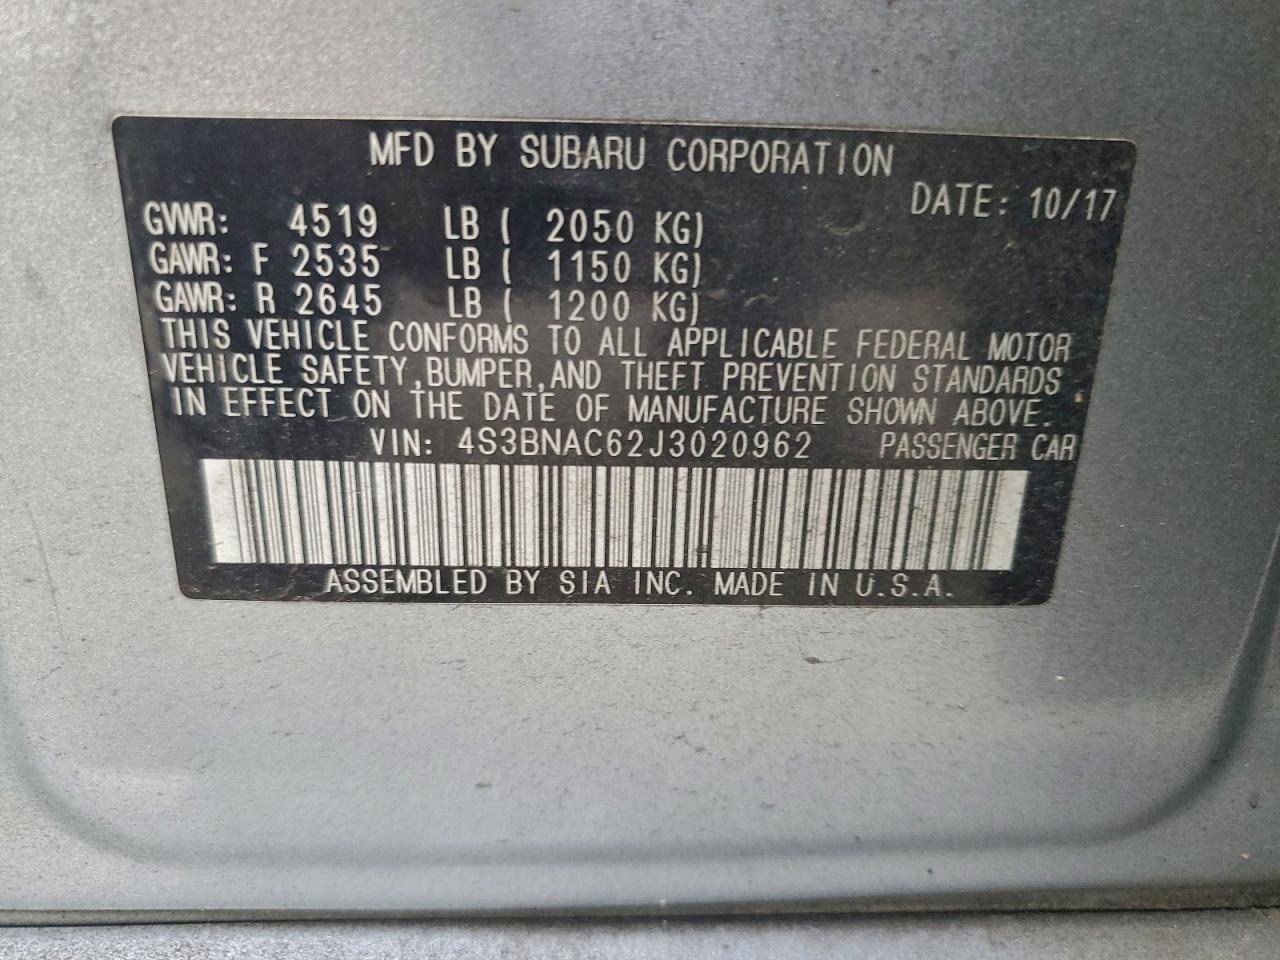 MFD BY SUBARU CORPORATION
DATE: 10/17
GVWR: 4519 LB ( 2050 KG)
GAWR: F 2535 LB ( 1150 KG)
GAWR: R 2645 LB ( 1200 KG)
THIS VEHICLE CONFORMS TO ALL APPLICABLE FEDERAL MOTOR
VEHICLE SAFETY, BUMPER, AND THEFT PREVENTION STANDARDS
IN EFFECT ON THE DATE OF MANUFACTURE SHOWN ABOVE.
VIN: 4S3BNAC62J3020962 PASSENGER CAR
ASSEMBLED BY SIA INC. MADE IN U.S.A.